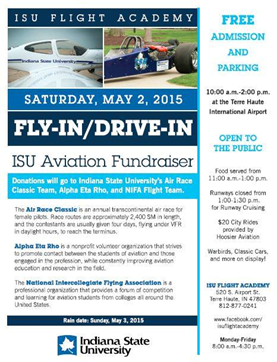 ISU FLIGHT ACADEMY
Indiana State University
SATURDAY, MAY 2, 2015
FLY-IN/DRIVE-IN
ISU Aviation Fundraiser
Donations will go to Indiana State University's Air Race
Classic Team, Alpha Eta Rho, and NIFA Flight Team.
The Air Race Classic is an annual transcontinental air race for
female pilots. Race routes are approximately 2,400 SM in length,
and the contestants are usually given four days, flying under VFR
in daylight hours, to reach the terminus.
Alpha Eta Rho is a nonprofit volunteer organization that strives
to promote contact between the students of aviation and those
engaged in the profession, while constantly improving aviation
education and research in the field.
The National Intercollegiate Flying Association is a
professional organization that provides a forum of competition
and learning for aviation students from colleges all around the
United States.
Rain date: Sunday, May 3, 2015
Indiana State
University
FREE
ADMISSION
AND
PARKING
10:00 a.m.-2:00 p.m.
at the Terre Haute
International Airport
OPEN TO
THE PUBLIC
Food served from
11:00 a.m.-1:00 p.m.
Runways closed from
1:00-1:30 p.m.
for Runway Cruising
$20 City Rides
provided by
Hoosier Aviation
Warbirds, Classic Cars,
and more on display!
ISU FLIGHT ACADEMY
520 S. Airport St.
Terre Haute, IN 47803
812-877-0241
www.facebook.com/
isuflightacademy
Monday-Friday
8:00 a.m.-4:30 p.m.